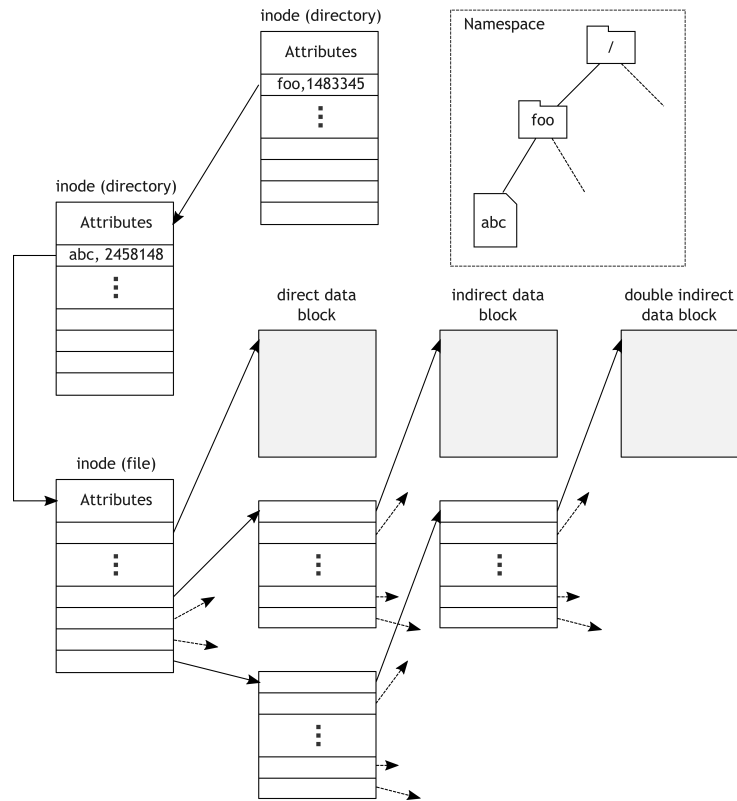 inode (directory)
Attributes
foo,1483345
Namespace
/
foo
abc
inode (directory)
Attributes
abc, 2458148
direct data
block
indirect data
block
double indirect
data block
inode (file)
Attributes